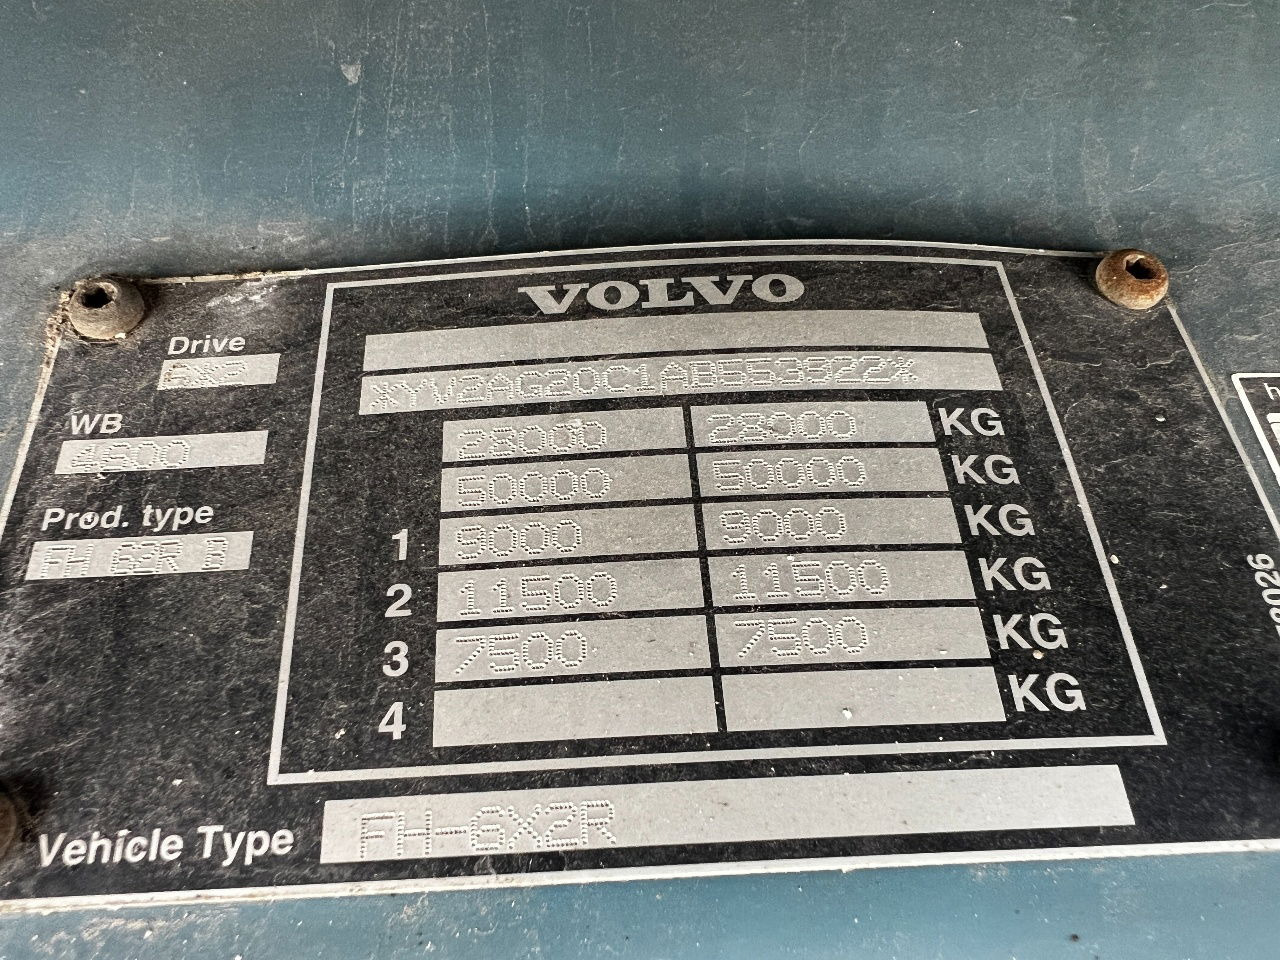 VOLVO
Drive
6X2
*YV2AG20C1AB553922*
WB
4600
28000 28000 KG
50000 50000 KG
Prod. type
FH 62R B
1 9000 9000 KG
2 11500 11500 KG
3 7500 7500 KG
4 KG
Vehicle Type FH-6X2R